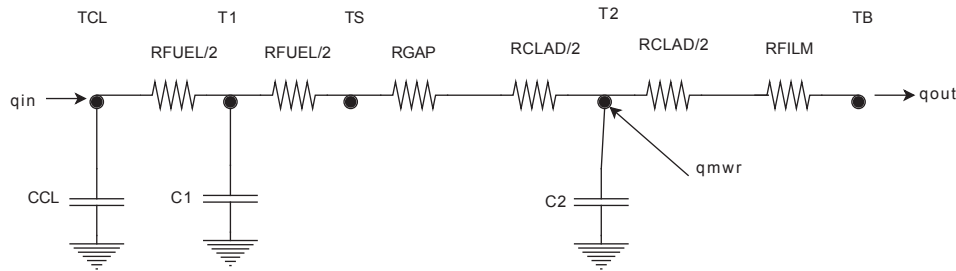 TCL
T1
TS
T2
TB
RFUEL/2
RFUEL/2
RGAP
RCLAD/2
RCLAD/2
RFILM
qin
qout
qmwr
CCL
C1
C2